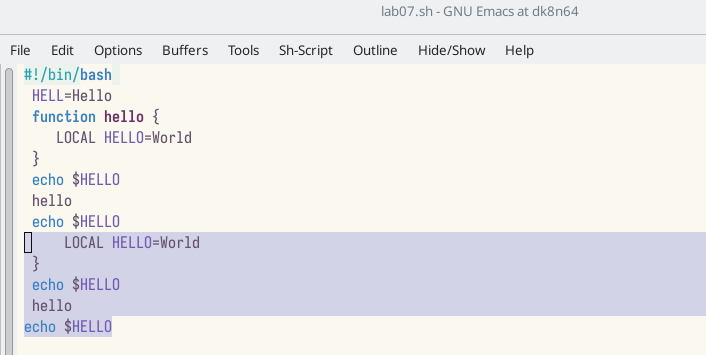 lab07.sh - GNU Emacs at dk8n64
File Edit Options Buffers Tools Sh-Script Outline Hide/Show Help
#!/bin/bash
HELL=Hello
function hello {
LOCAL HELLO=World
}
echo $HELLO
hello
echo $HELLO
LOCAL HELLO=World
}
echo $HELLO
hello
echo $HELLO